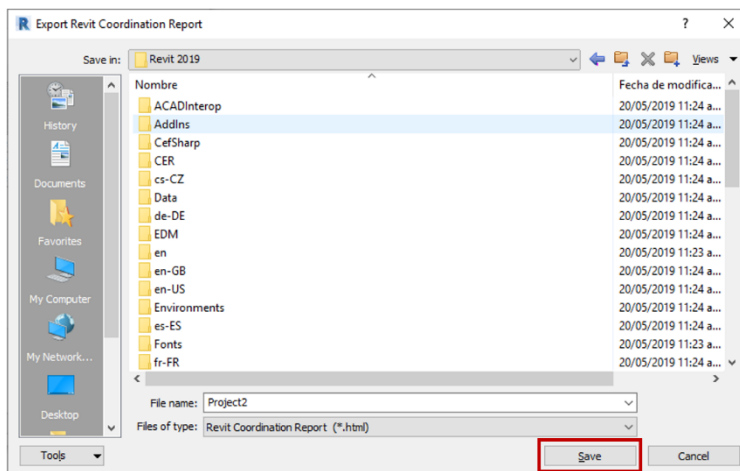 Export Revit Coordination Report
Save in: Revit 2019 Views
Nombre Fecha de modifica...
ACADInterop 20/05/2019 11:24 a...
AddIns 20/05/2019 11:24 a...
CefSharp 20/05/2019 11:24 a...
CER 20/05/2019 11:24 a...
cs-CZ 20/05/2019 11:24 a...
Data 20/05/2019 11:24 a...
de-DE 20/05/2019 11:24 a...
EDM 20/05/2019 11:24 a...
en 20/05/2019 11:23 a...
en-GB 20/05/2019 11:24 a...
en-US 20/05/2019 11:24 a...
Environments 20/05/2019 11:24 a...
es-ES 20/05/2019 11:24 a...
Fonts 20/05/2019 11:23 a...
fr-FR 20/05/2019 11:24 a...
History
Documents
Favorites
My Computer
My Network...
Desktop
File name: Project2
Files of type: Revit Coordination Report (*.html)
Tools Save Cancel